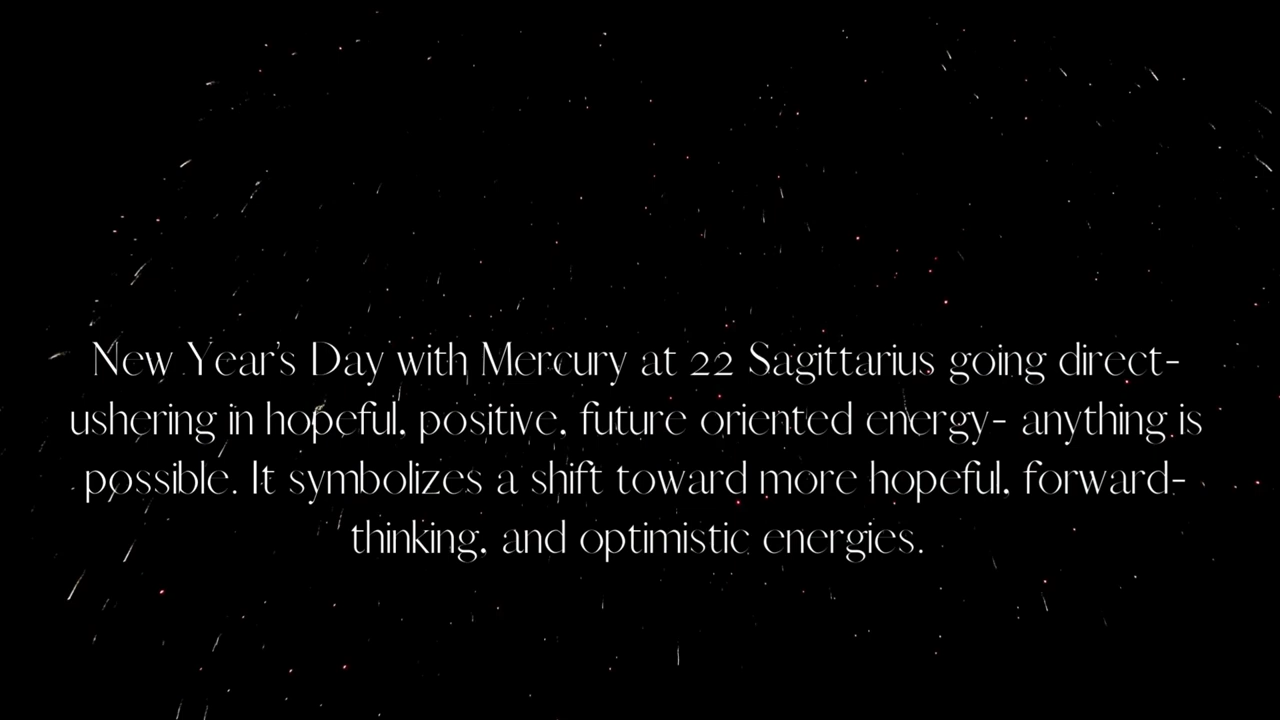 New Year's Day with Mercury at 22 Sagittarius going direct-
ushering in hopeful, positive, future oriented energy- anything is
possible. It symbolizes a shift toward more hopeful, forward-
thinking, and optimistic energies.